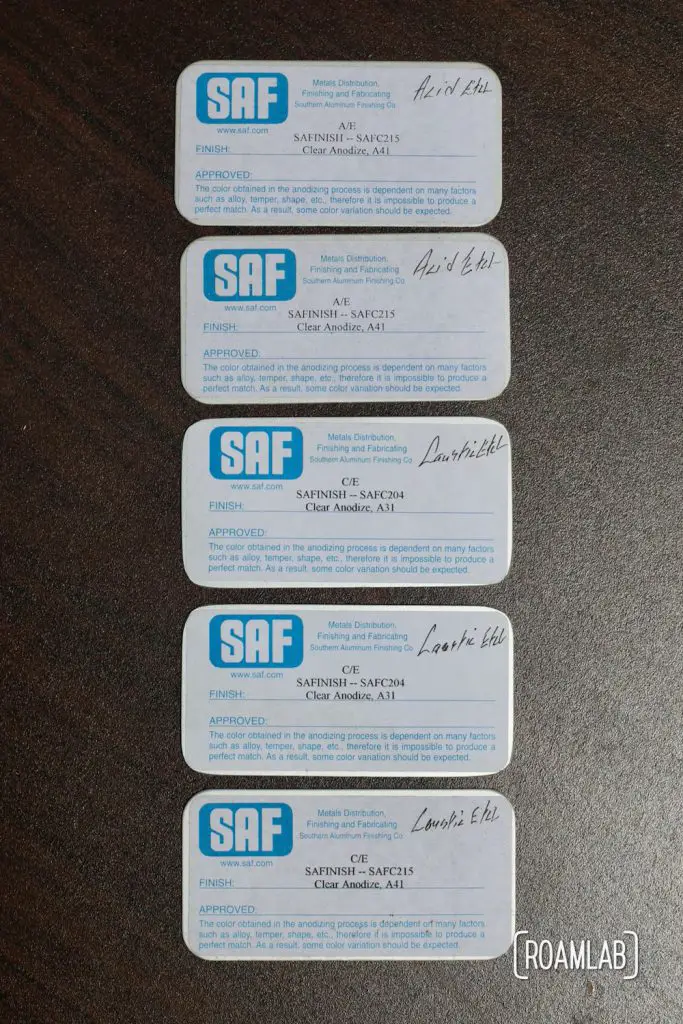 SAF
www.saf.com
Metals Distribution,
Finishing and Fabricating
Southern Aluminum Finishing Co.
Acid Etch
A/E
SAFINISH -- SAFC215
FINISH: Clear Anodize, A41
APPROVED:
The color obtained in the anodizing process is dependent on many factors
such as alloy, temper, shape, etc., therefore it is impossible to produce a
perfect match. As a result, some color variation should be expected.
SAF
www.saf.com
Metals Distribution,
Finishing and Fabricating
Southern Aluminum Finishing Co.
Acid Etch
A/E
SAFINISH -- SAFC215
FINISH: Clear Anodize, A41
APPROVED:
The color obtained in the anodizing process is dependent on many factors
such as alloy, temper, shape, etc., therefore it is impossible to produce a
perfect match. As a result, some color variation should be expected.
SAF
www.saf.com
Metals Distribution,
Finishing and Fabricating
Southern Aluminum Finishing Co.
Caustic Etch
C/E
SAFINISH -- SAFC204
FINISH: Clear Anodize, A31
APPROVED:
The color obtained in the anodizing process is dependent on many factors
such as alloy, temper, shape, etc., therefore it is impossible to produce a
perfect match. As a result, some color variation should be expected.
SAF
www.saf.com
Metals Distribution,
Finishing and Fabricating
Southern Aluminum Finishing Co.
Caustic Etch
C/E
SAFINISH -- SAFC204
FINISH: Clear Anodize, A31
APPROVED:
The color obtained in the anodizing process is dependent on many factors
such as alloy, temper, shape, etc., therefore it is impossible to produce a
perfect match. As a result, some color variation should be expected.
SAF
www.saf.com
Metals Distribution,
Finishing and Fabricating
Southern Aluminum Finishing Co.
Caustic Etch
C/E
SAFINISH -- SAFC215
FINISH: Clear Anodize, A41
APPROVED:
The color obtained in the anodizing process is dependent on many factors
such as alloy, temper, shape, etc., therefore it is impossible to produce a
perfect match. As a result, some color variation should be expected.
[ROAMLAB]